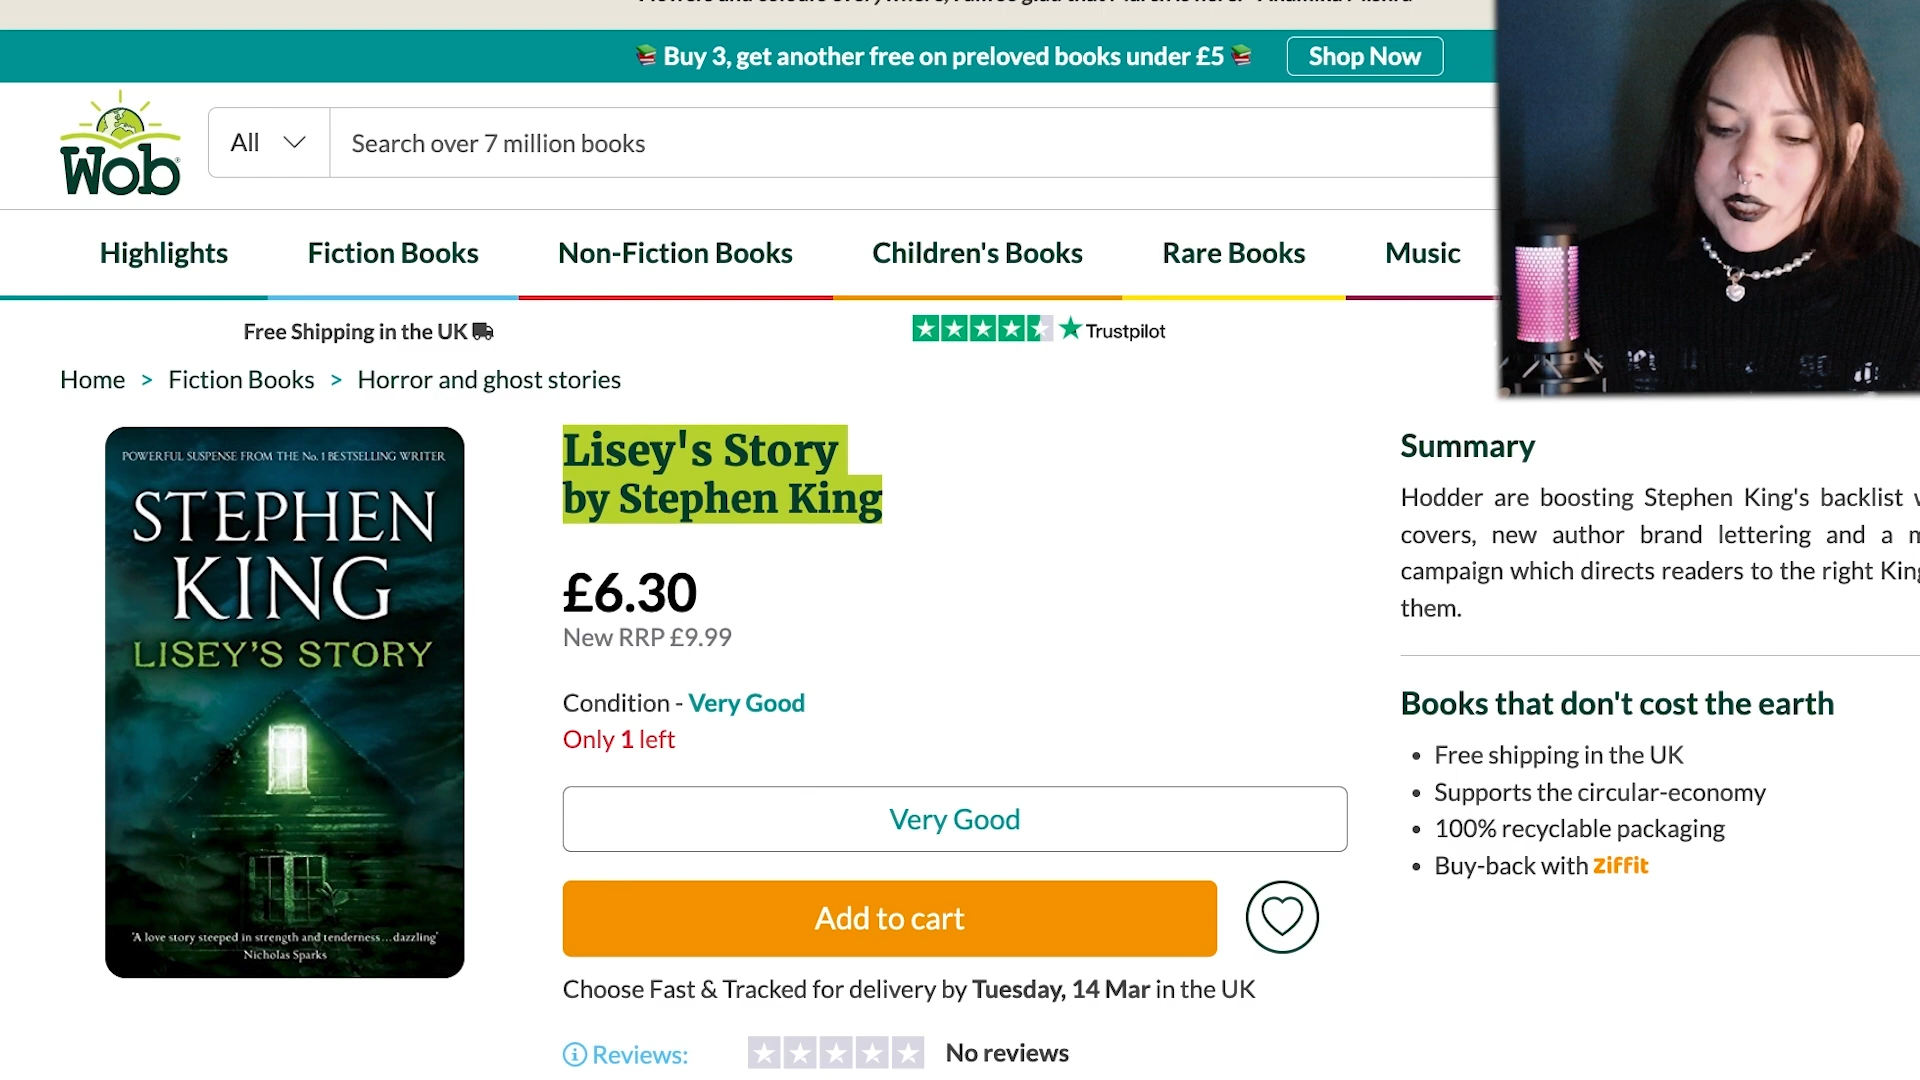 Buy 3, get another free on preloved books under £5
Shop Now
Wob
All
Search over 7 million books
Highlights
Fiction Books
Non-Fiction Books
Children's Books
Rare Books
Music
Free Shipping in the UK
Trustpilot
Home > Fiction Books > Horror and ghost stories
POWERFUL SUSPENSE FROM THE No. 1 BESTSELLING WRITER
STEPHEN
KING
LISEY'S STORY
'A love story steeped in strength and tenderness...dazzling'
Nicholas Sparks
Lisey's Story
by Stephen King
£6.30
New RRP £9.99
Condition - Very Good
Only 1 left
Very Good
Add to cart
Choose Fast & Tracked for delivery by Tuesday, 14 Mar in the UK
Reviews:
No reviews
Summary
Hodder are boosting Stephen King's backlist
covers, new author brand lettering and a
campaign which directs readers to the right King
them.
Books that don't cost the earth
• Free shipping in the UK
• Supports the circular-economy
• 100% recyclable packaging
• Buy-back with Ziffit